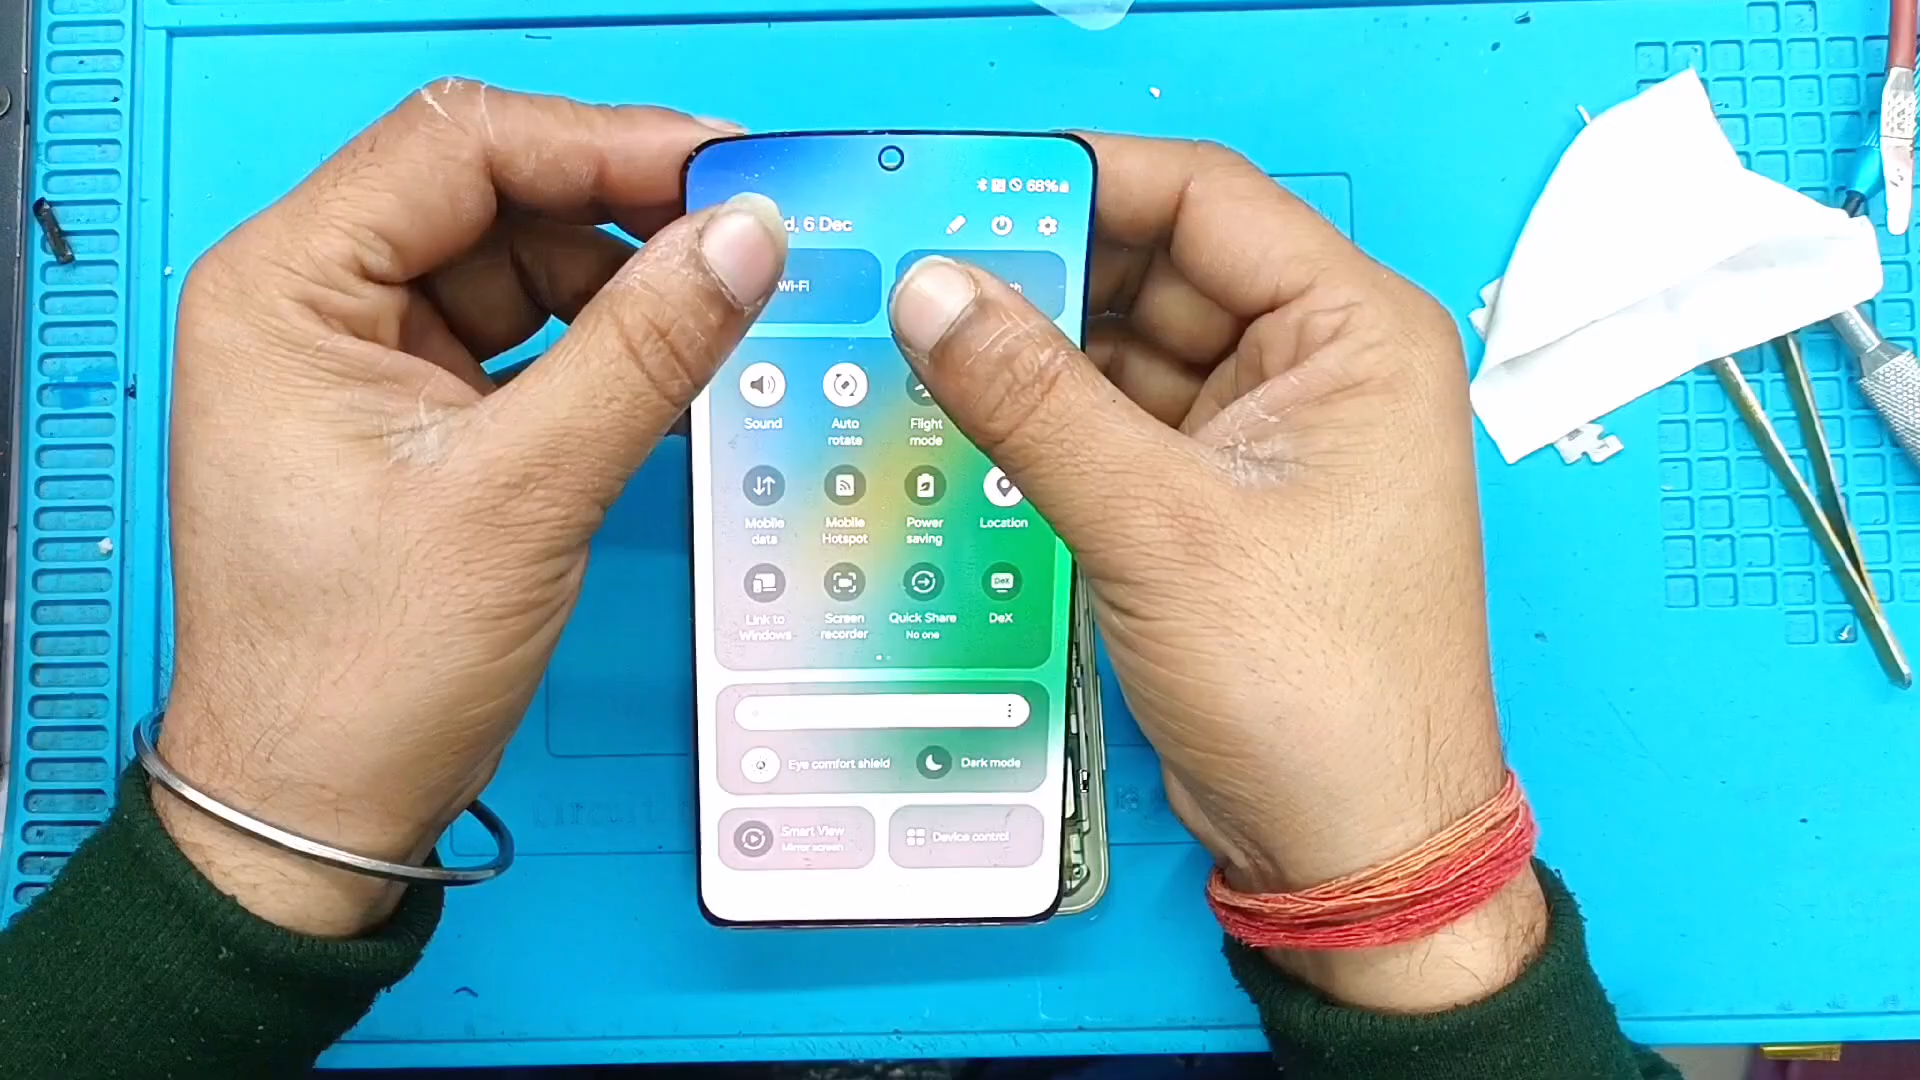 68%
d, 6 Dec
Wi-Fi
th
Sound
Auto
rotate
Flight
mode
Mobile
data
Mobile
Hotspot
Power
saving
Location
Link to
Windows
Screen
recorder
Quick Share
No one
DeX
DeX
Eye comfort shield
Dark mode
Smart View
Mirror screen
Device control